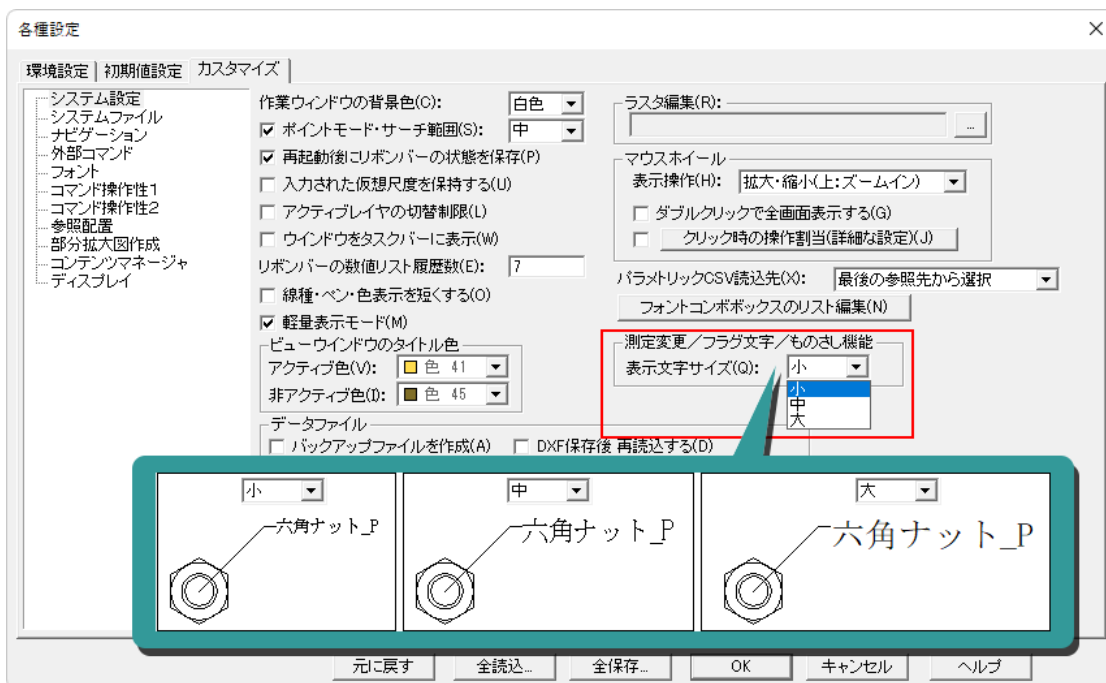 各種設定
環境設定 初期値設定 カスタマイズ
システム設定
システムファイル
ナビゲーション
外部コマンド
フォント
コマンド操作性1
コマンド操作性2
参照配置
部分拡大図作成
コンテンツマネージャ
ディスプレイ
作業ウィンドウの背景色(C): 白色
ポイントモード・サーチ範囲(S): 中
再起動後にリボンバーの状態を保存(P)
入力された仮想尺度を保持する(U)
アクティブレイヤの切替制限(L)
ウインドウをタスクバーに表示(W)
リボンバーの数値リスト履歴数(E): 7
線種・ペン・色表示を短くする(O)
軽量表示モード(M)
ビューウインドウのタイトル色
アクティブ色(V): 色 41
非アクティブ色(I): 色 45
データファイル
バックアップファイルを作成(A) DXF保存後 再読込する(D)
ラスタ編集(R):
...
マウスホイール
表示操作(H): 拡大・縮小(上:ズームイン)
ダブルクリックで全画面表示する(G)
クリック時の操作割当(詳細な設定)(J)
パラメトリックCSV読込先(X): 最後の参照先から選択
フォントコンボボックスのリスト編集(N)
測定変更/フラグ文字/ものさし機能
表示文字サイズ(Q): 小
小
中
大
小
六角ナット_P
中
六角ナット_P
大
六角ナット_P
元に戻す 全読込... 全保存... OK キャンセル ヘルプ